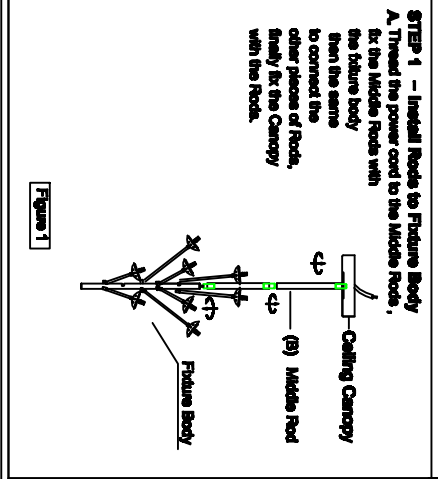 STEP 1 – Install Rods to Fixture Body
A. Thread the power cord to the Middle Rods,
fix the Middle Rods with
the fixture body
then the same
to connect the
other pieces of Rods,
finally fix the Canopy
with the Rods.
Ceiling Canopy
(B) Middle Rod
Fixture Body
Figure 1